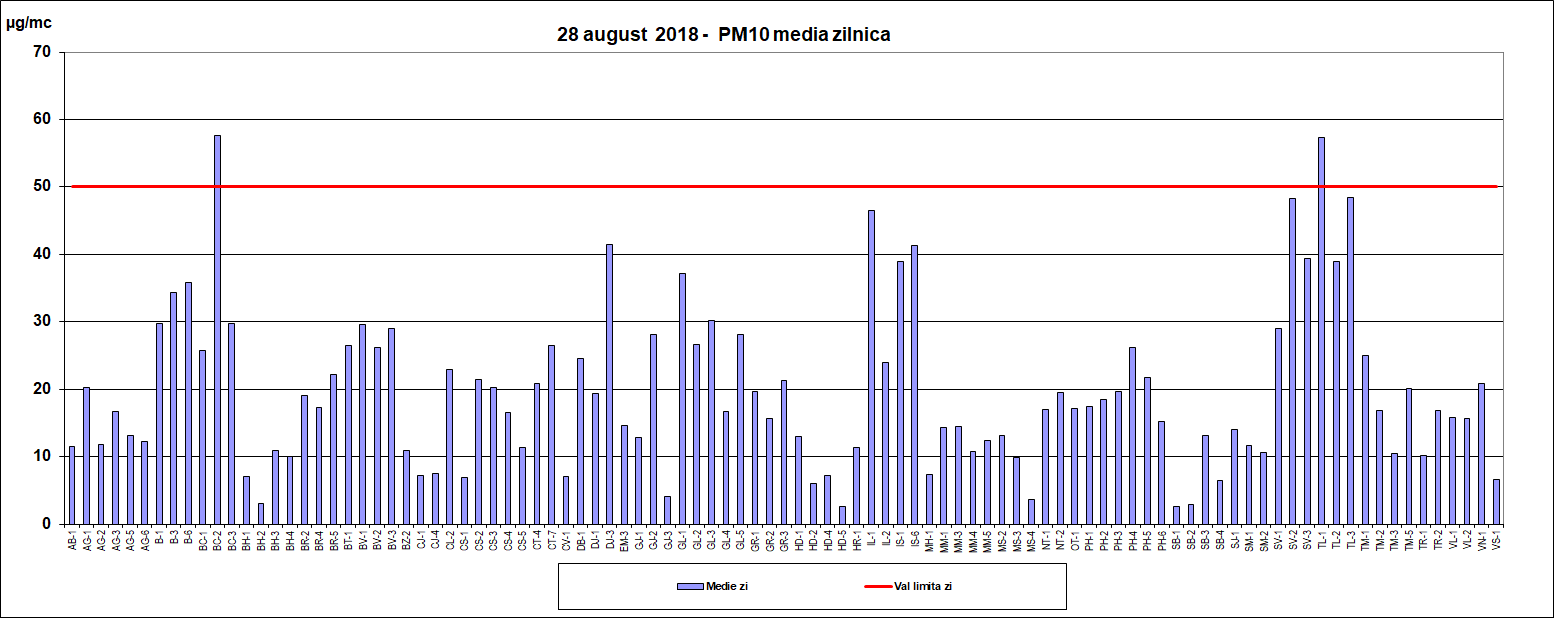 µg/mc
28 august 2018 - PM10 media zilnica
70
60
50
40
30
20
10
0
AB-1 AG-1 AG-2 AG-3 AG-5 AG-6 B-1 B-3 B-6 BC-1 BC-2 BC-3 BH-1 BH-2 BH-3 BH-4 BR-2 BR-4 BR-5 BT-1 BV-1 BV-2 BV-3 BZ-2 CJ-1 CJ-4 CL-2 CS-1 CS-2 CS-3 CS-4 CS-5 CT-4 CT-7 CV-1 DB-1 DJ-1 DJ-3 EM-3 GJ-1 GJ-2 GJ-3 GL-1 GL-2 GL-3 GL-4 GL-5 GR-1 GR-2 GR-3 HD-1 HD-2 HD-4 HD-5 HR-1 IL-1 IL-2 IS-1 IS-6 MH-1 MM-1 MM-3 MM-4 MM-5 MS-2 MS-3 MS-4 NT-1 NT-2 OT-1 PH-1 PH-2 PH-3 PH-4 PH-5 PH-6 SB-1 SB-2 SB-3 SB-4 SJ-1 SM-1 SM-2 SV-1 SV-2 SV-3 TL-1 TL-2 TL-3 TM-1 TM-2 TM-3 TM-5 TR-1 TR-2 VL-1 VL-2 VN-1 VS-1
Medie zi Val limita zi